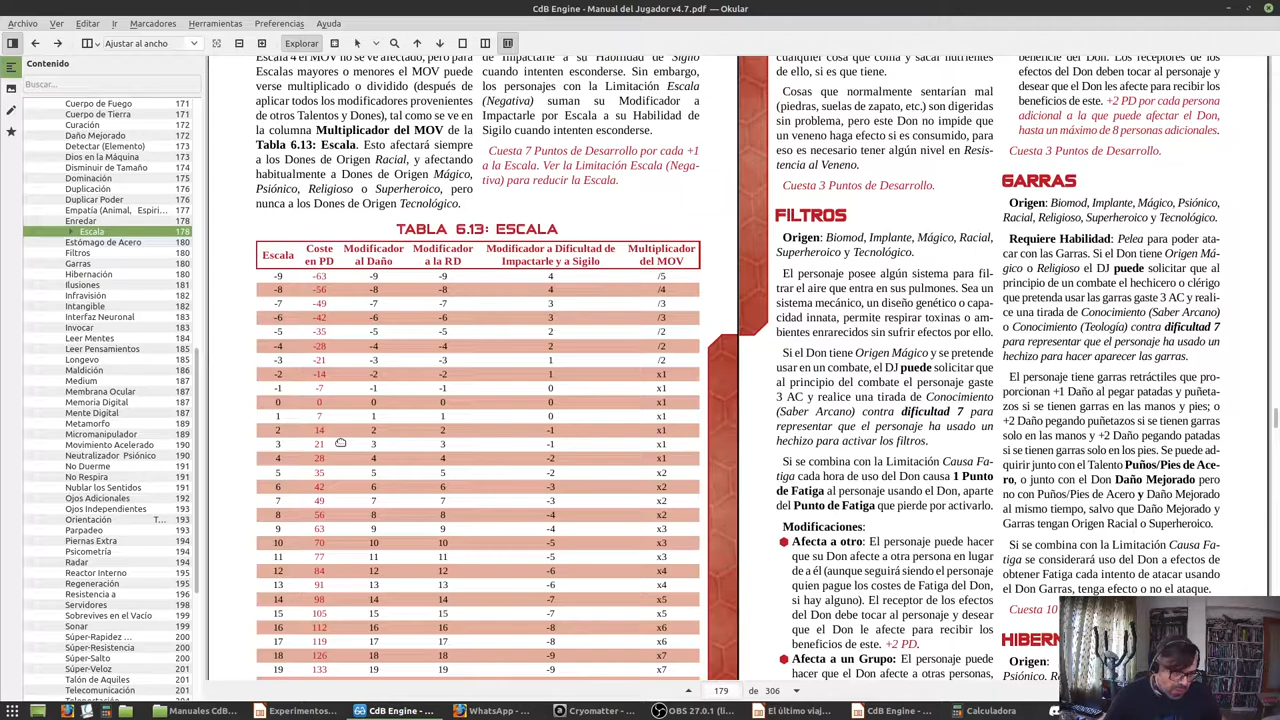 CdB Engine - Manual del Jugador v4.7.pdf — Okular
Archivo Ver Editar Ir Marcadores Herramientas Preferencias Ayuda
Ajustar al ancho
Explorar
Contenido
Buscar...
Cuerpo de Fuego 171
Cuerpo de Tierra 171
Curación 172
Daño Mejorado 172
Detectar (Elemento) 173
Dios en la Máquina 173
Disminuir de Tamaño 174
Dominación 175
Duplicación 175
Duplicar Poder 176
Empatía (Animal, Espiri... 177
Enredar 178
Escala 178
Estómago de Acero 180
Filtros 180
Garras 180
Hibernación 180
Ilusiones 181
Infravisión 182
Intangible 182
Interfaz Neuronal 183
Invocar 183
Leer Mentes 184
Leer Pensamientos 185
Longevo 185
Maldición 186
Medium 187
Membrana Ocular 187
Memoria Digital 187
Mente Digital 187
Metamorfo 189
Micromanipulador 191
Movimiento Acelerado 190
Neutralizador Psiónico 192
No Duerme 192
Nublar los Sentidos 192
Ojos Adicionales 192
Ojos Independientes 193
Orientación T... 193
Parpadeo 193
Piernas Extra 194
Psicometría 194
Radar 194
Reactor Interno 195
Resistencia a 196
Servidores 198
Sobrevives en el Vacío 199
Sonar 199
Súper-Rapidez ... 200
Súper-Resistencia 200
Súper-Salto 200
Súper-Veloz 201
Talón de Aquiles 201
Telecomunicación 201
Escala 4 el MOV no se ve afectado, pero para
Escalas mayores o menores el MOV puede
verse multiplicado o dividido (después de
aplicar todos los modificadores provenientes
de otros Talentos y Dones), tal como se ve en
la columna Multiplicador del MOV de la
Tabla 6.13: Escala. Esto afectará siempre
a los Dones de Origen Racial, y afectando
habitualmente a Dones de Origen Mágico,
Psiónico, Religioso o Superheroico, pero
nunca a los Dones de Origen Tecnológico.
de Impactarle a su Habilidad de Sigilo
cuando intenten esconderse. Sin embargo,
los personajes con la Limitación Escala
(Negativa) suman su Modificador a
Impactarle por Escala a su Habilidad de
Sigilo cuando intenten esconderse.
Cuesta 7 Puntos de Desarrollo por cada +1
a la Escala. Ver la Limitación Escala (Nega-
tiva) para reducir la Escala.
TABLA 6.13: ESCALA
Escala Coste en PD Modificador al Daño Modificador a la RD Modificador a Dificultad de Impactarle y a Sigilo Multiplicador del MOV
-9 -63 -9 -9 4 /5
-8 -56 -8 -8 4 /4
-7 -49 -7 -7 3 /3
-6 -42 -6 -6 3 /3
-5 -35 -5 -5 2 /2
-4 -28 -4 -4 2 /2
-3 -21 -3 -3 1 /2
-2 -14 -2 -2 1 x1
-1 -7 -1 -1 0 x1
0 0 0 0 0 x1
1 7 1 1 0 x1
2 14 2 2 -1 x1
3 21 3 3 -1 x1
4 28 4 4 -2 x1
5 35 5 5 -2 x2
6 42 6 6 -3 x2
7 49 7 7 -3 x2
8 56 8 8 -4 x2
9 63 9 9 -4 x3
10 70 10 10 -5 x3
11 77 11 11 -5 x3
12 84 12 12 -6 x4
13 91 13 13 -6 x4
14 98 14 14 -7 x5
15 105 15 15 -7 x5
16 112 16 16 -8 x6
17 119 17 17 -8 x6
18 126 18 18 -9 x7
19 133 19 19 -9 x7
cualquier cosa que coma y sacar nutrientes
de ello, si es que tiene.
Cosas que normalmente sentarían mal
(piedras, suelas de zapato, etc.) son digeridas
sin problema, pero este Don no impide que
un veneno haga efecto si es consumido, para
eso es necesario tener algún nivel en Resis-
tencia al Veneno.
Cuesta 3 Puntos de Desarrollo.
FILTROS
Origen: Biomod, Implante, Mágico, Racial,
Superheroico y Tecnológico.
El personaje posee algún sistema para fil-
trar el aire que entra en sus pulmones. Sea un
sistema mecánico, un diseño genético o capa-
cidad innata, permite respirar toxinas o am-
bientes enrarecidos sin sufrir efectos por ello.
Si el Don tiene Origen Mágico y se pretende
usar en un combate, el DJ puede solicitar que
al principio del combate el personaje gaste
3 AC y realice una tirada de Conocimiento
(Saber Arcano) contra dificultad 7 para
representar que el personaje ha usado un
hechizo para activar los filtros.
Si se combina con la Limitación Causa Fa-
tiga cada hora de uso del Don causa 1 Punto
de Fatiga al personaje usando el Don, aparte
del Punto de Fatiga que pierde por activarlo.
Modificaciones:
Afecta a otro: El personaje puede hacer
que su Don afecte a otra persona en lugar
de a él (aunque seguirá siendo el personaje
quien pague los costes de Fatiga del Don,
si hay alguno). El receptor de los efectos
del Don debe tocar al personaje y desear
que el Don le afecte para recibir los
beneficios de este. +2 PD.
Afecta a un Grupo: El personaje puede
hacer que el Don afecte a otras personas,
beneficio del Don. Los receptores de los
efectos del Don deben tocar al personaje y
desear que el Don les afecte para recibir los
beneficios de este. +2 PD por cada persona
adicional a la que puede afectar el Don,
hasta un máximo de 8 personas adicionales.
Cuesta 3 Puntos de Desarrollo.
GARRAS
Origen: Biomod, Implante, Mágico, Psiónico,
Racial, Religioso, Superheroico y Tecnológico.
Requiere Habilidad: Pelea para poder ata-
car con las Garras. Si el Don tiene Origen Má-
gico o Religioso el DJ puede solicitar que al
principio de un combate el hechicero o clérigo
que pretenda usar las garras gaste 3 AC y reali-
ce una tirada de Conocimiento (Saber Arcano)
o Conocimiento (Teología) contra dificultad 7
para representar que el personaje ha usado un
hechizo para hacer aparecer las garras.
El personaje tiene garras retráctiles que pro-
porcionan +1 Daño al pegar patadas y puñeta-
zos si se tienen garras en las manos y pies; o
+2 Daño pegando puñetazos si se tienen garras
solo en las manos y +2 Daño pegando patadas
si se tienen garras solo en los pies. Se puede ad-
quirir junto con el Talento Puños/Pies de Ace-
ro, o junto con el Don Daño Mejorado pero
no con Puños/Pies de Acero y Daño Mejorado
al mismo tiempo, salvo que Daño Mejorado y
Garras tengan Origen Racial o Superheroico.
Si se combina con la Limitación Causa Fa-
tiga se considerará uso del Don a efectos de
obtener Fatiga cada intento de atacar usando
el Don Garras, tenga efecto o no el ataque.
Cuesta 10
HIBERN
Origen:
Psiónico, R
179 de 306
Manuales CdB... Experimentos... CdB Engine - ... WhatsApp - ... Cryomatter - ... OBS 27.0.1 (li... El último viaj... CdB Engine - ... Calculadora